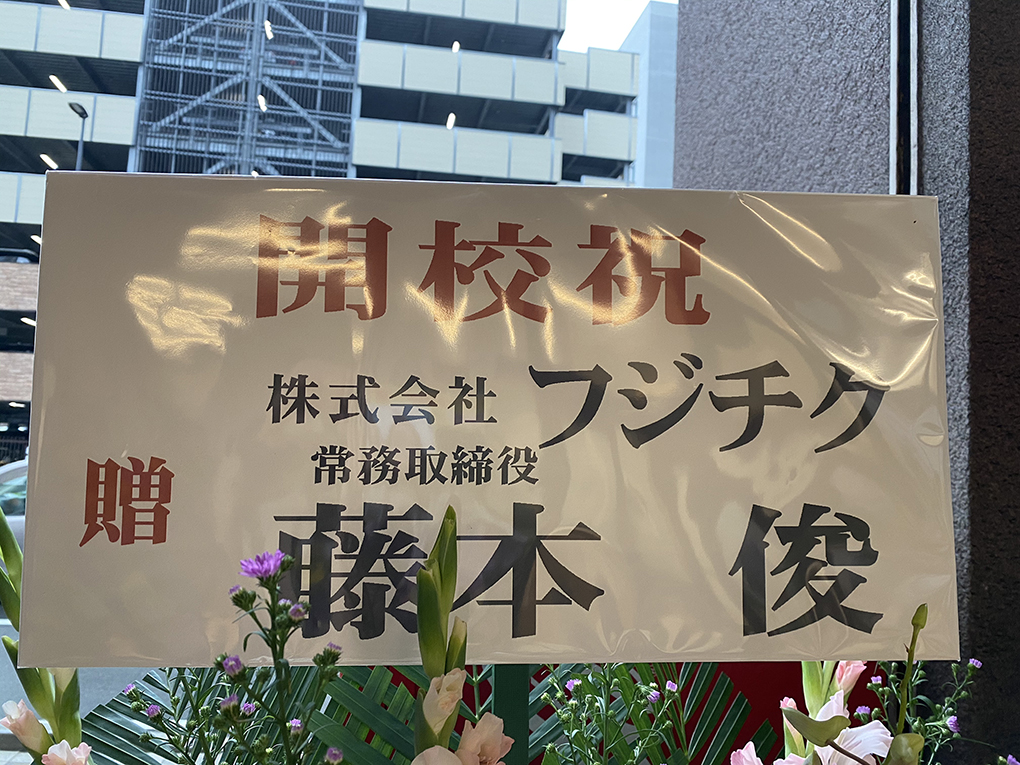 開校祝
株式会社 フジチク
常務取締役
贈
藤本 俊